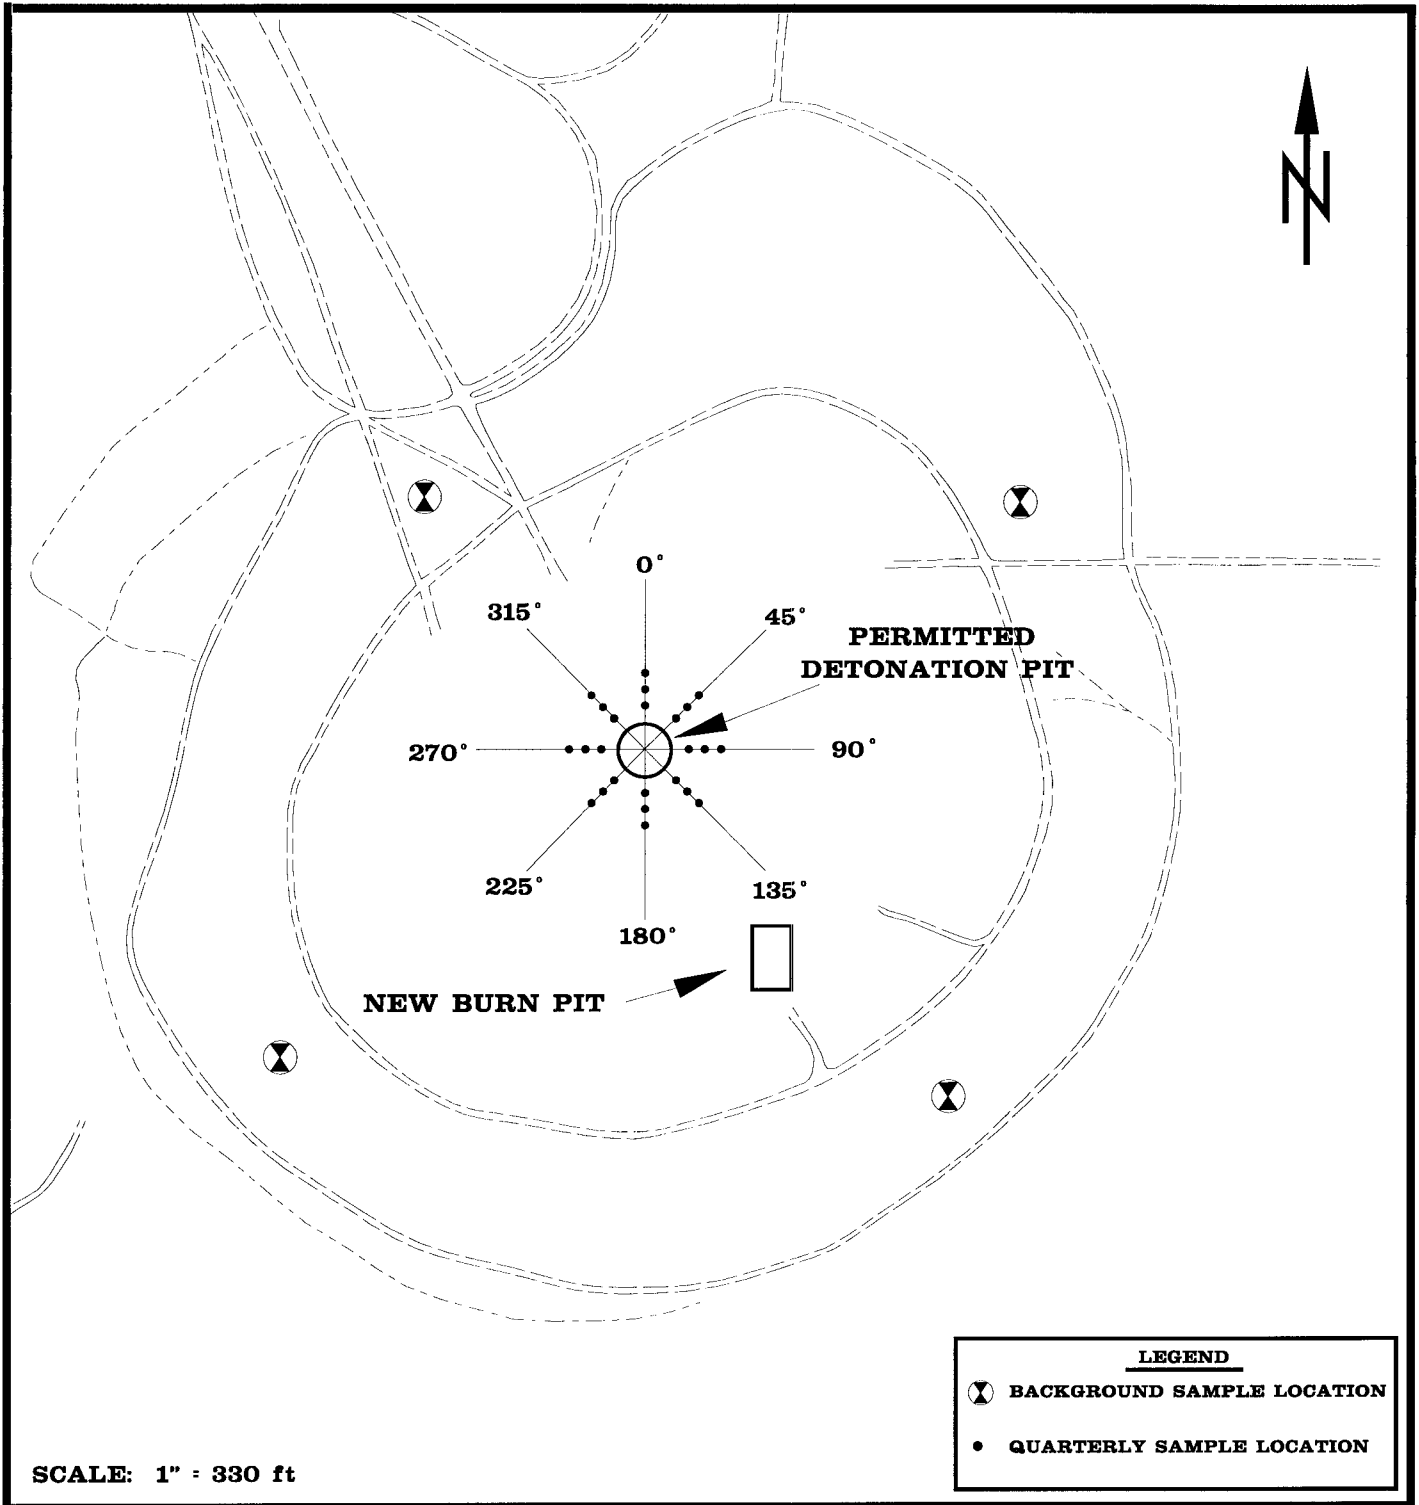 N
0°
315°
45°
PERMITTED
DETONATION PIT
270°
90°
225°
135°
180°
NEW BURN PIT
LEGEND
BACKGROUND SAMPLE LOCATION
QUARTERLY SAMPLE LOCATION
SCALE: 1" = 330 ft